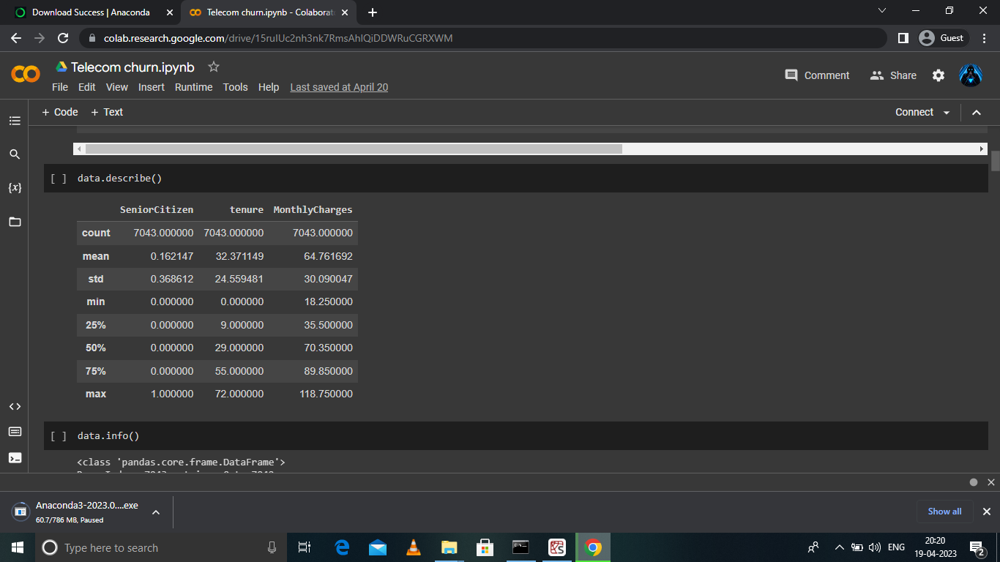 Download Success | Anaconda
Telecom churn.ipynb - Colaborat
colab.research.google.com/drive/15rulUc2nh3nk7RmsAhlQiDDWRuCGRXWM
Guest
Telecom churn.ipynb
Comment
Share
File Edit View Insert Runtime Tools Help Last saved at April 20
+ Code + Text
Connect
[ ] data.describe()
SeniorCitizen tenure MonthlyCharges
count 7043.000000 7043.000000 7043.000000
mean 0.162147 32.371149 64.761692
std 0.368612 24.559481 30.090047
min 0.000000 0.000000 18.250000
25% 0.000000 9.000000 35.500000
50% 0.000000 29.000000 70.350000
75% 0.000000 55.000000 89.850000
max 1.000000 72.000000 118.750000
[ ] data.info()
<class 'pandas.core.frame.DataFrame'>
Anaconda3-2023.0....exe
60.7/786 MB, Paused
Show all
Type here to search
ENG
20:20
19-04-2023
2